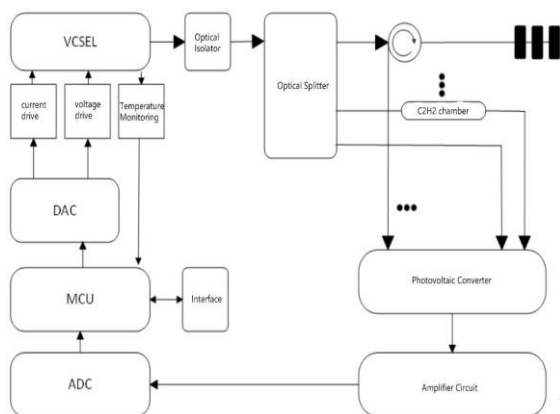 VCSEL
Optical
Isolator
Optical Splitter
current
drive
voltage
drive
Temperature
Monitoring
C2H2 chamber
DAC
MCU
Interface
Photovoltaic Converter
ADC
Amplifier Circuit